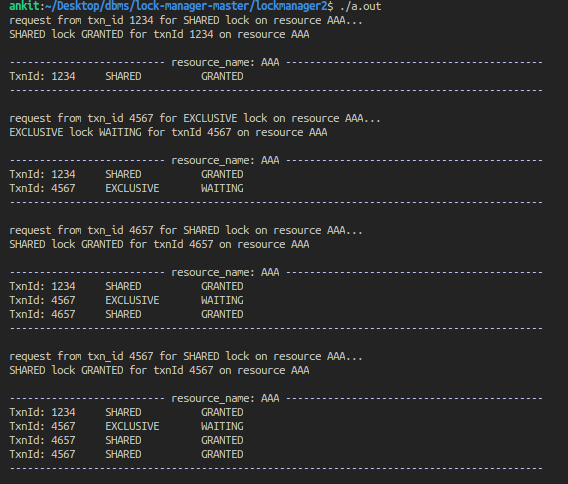 ankit:~/Desktop/dbms/lock-manager-master/lockmanager2$ ./a.out
request from txn_id 1234 for SHARED lock on resource AAA...
SHARED lock GRANTED for txnId 1234 on resource AAA
-------------------------- resource_name: AAA -------------------------------------------
TxnId: 1234     SHARED          GRANTED
-----------------------------------------------------------------------------------------
request from txn_id 4567 for EXCLUSIVE lock on resource AAA...
EXCLUSIVE lock WAITING for txnId 4567 on resource AAA
-------------------------- resource_name: AAA -------------------------------------------
TxnId: 1234     SHARED          GRANTED
TxnId: 4567     EXCLUSIVE       WAITING
-----------------------------------------------------------------------------------------
request from txn_id 4657 for SHARED lock on resource AAA...
SHARED lock GRANTED for txnId 4657 on resource AAA
-------------------------- resource_name: AAA -------------------------------------------
TxnId: 1234     SHARED          GRANTED
TxnId: 4567     EXCLUSIVE       WAITING
TxnId: 4657     SHARED          GRANTED
-----------------------------------------------------------------------------------------
request from txn_id 4567 for SHARED lock on resource AAA...
SHARED lock GRANTED for txnId 4567 on resource AAA
-------------------------- resource_name: AAA -------------------------------------------
TxnId: 1234     SHARED          GRANTED
TxnId: 4567     EXCLUSIVE       WAITING
TxnId: 4657     SHARED          GRANTED
TxnId: 4567     SHARED          GRANTED
-----------------------------------------------------------------------------------------